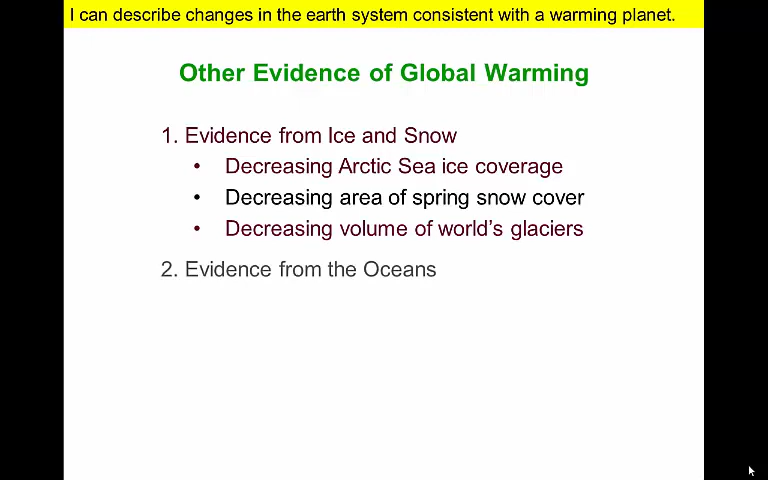 I can describe changes in the earth system consistent with a warming planet.
Other Evidence of Global Warming
1. Evidence from Ice and Snow
• Decreasing Arctic Sea ice coverage
• Decreasing area of spring snow cover
• Decreasing volume of world’s glaciers
2. Evidence from the Oceans